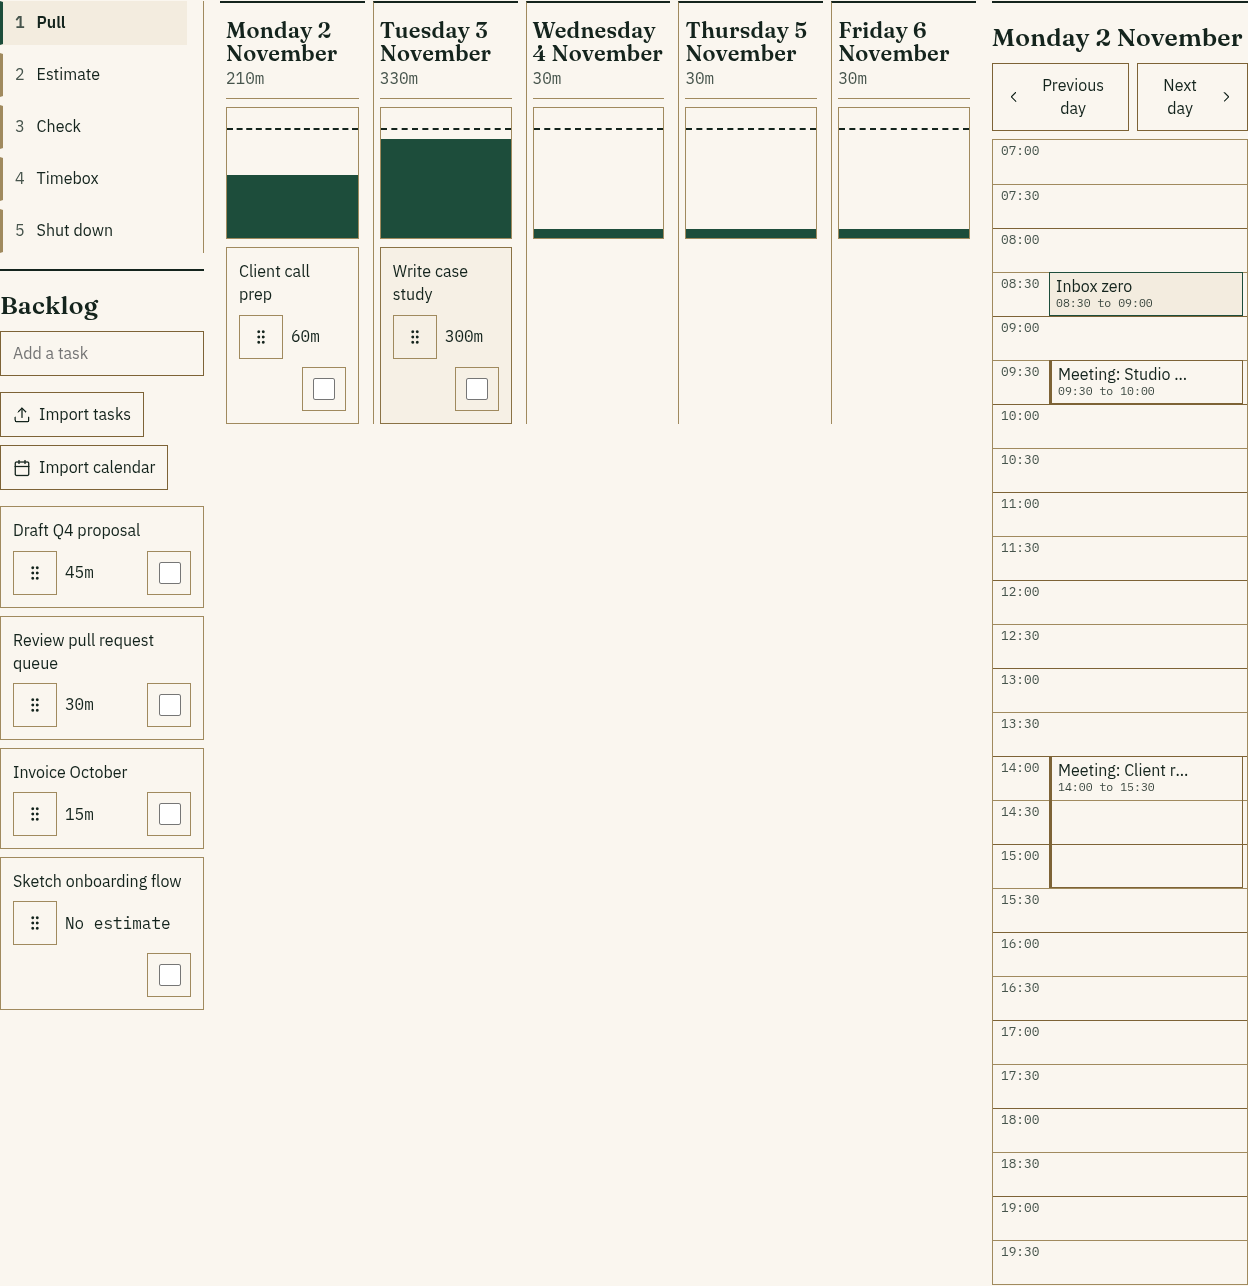 1 Pull
2 Estimate
3 Check
4 Timebox
5 Shut down
Backlog
Add a task
Import tasks
Import calendar
Draft Q4 proposal
45m
Review pull request
queue
30m
Invoice October
15m
Sketch onboarding flow
No estimate
Monday 2
November
210m
Client call
prep
60m
Tuesday 3
November
330m
Write case
study
300m
Wednesday
4 November
30m
Thursday 5
November
30m
Friday 6
November
30m
Monday 2 November
Previous
day
Next
day
07:00
07:30
08:00
08:30
Inbox zero
08:30 to 09:00
09:00
09:30
Meeting: Studio ...
09:30 to 10:00
10:00
10:30
11:00
11:30
12:00
12:30
13:00
13:30
14:00
Meeting: Client r...
14:00 to 15:30
14:30
15:00
15:30
16:00
16:30
17:00
17:30
18:00
18:30
19:00
19:30